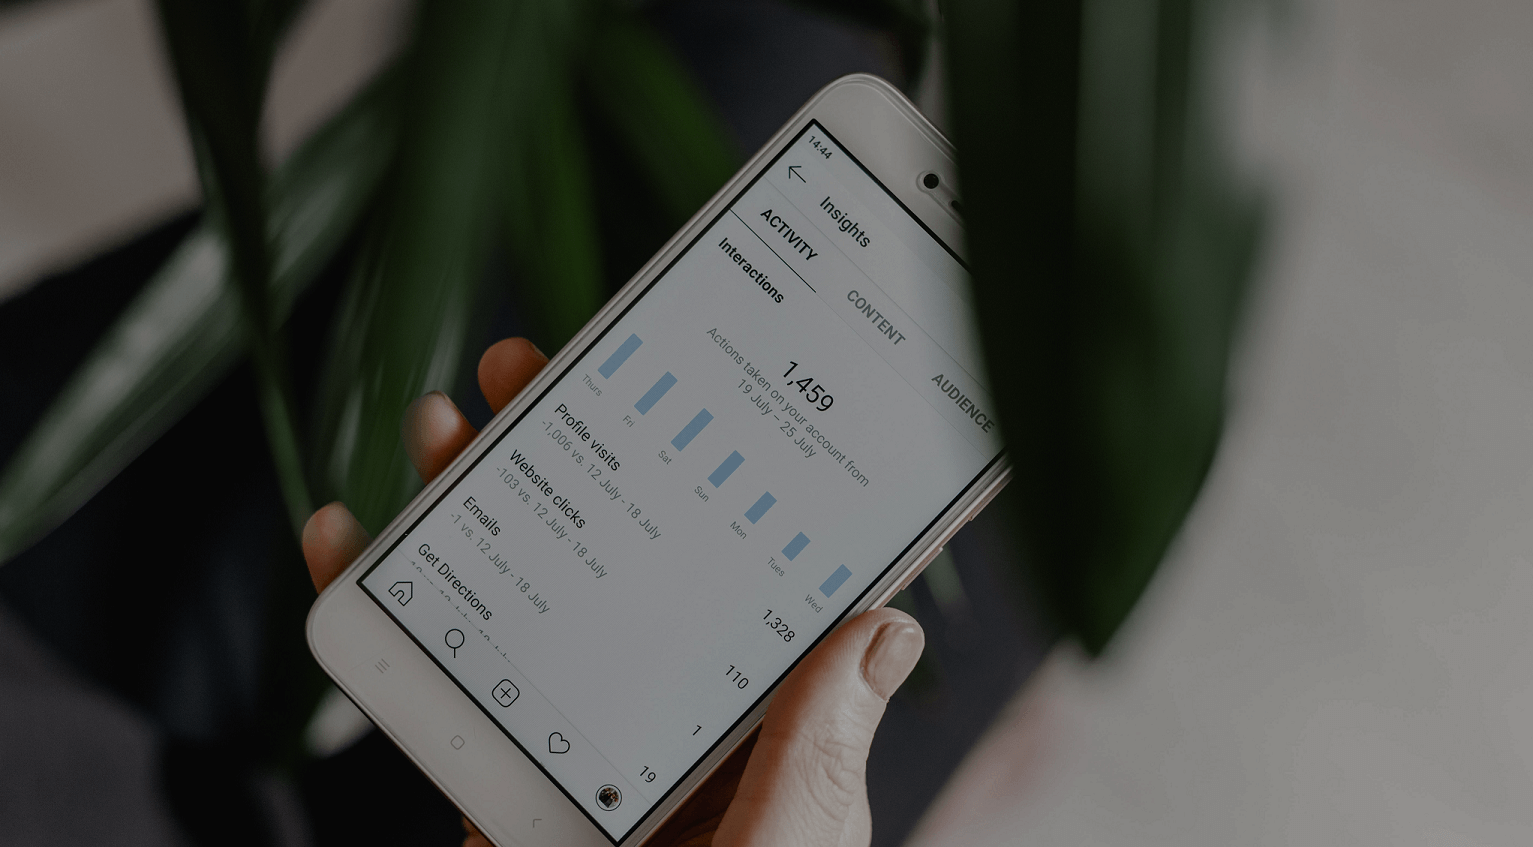 14:44
Insights
ACTIVITY
CONTENT
AUDIENCE
Interactions
1,459
Actions taken on your account from
19 July – 25 July
Thurs
Fri
Sat
Sun
Mon
Tues
Wed
Profile visits
1,328
-1,006 vs. 12 July - 18 July
Website clicks
110
-103 vs. 12 July - 18 July
Emails
1
-1 vs. 12 July - 18 July
Get Directions
19